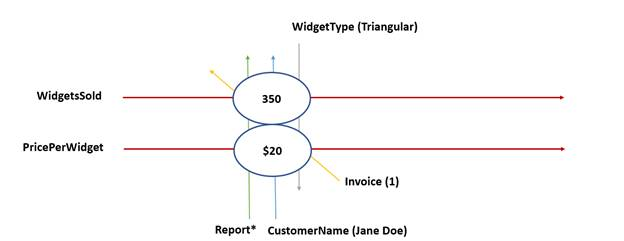 WidgetType (Triangular)
WidgetsSold
350
PricePerWidget
$20
Invoice (1)
Report*
CustomerName (Jane Doe)